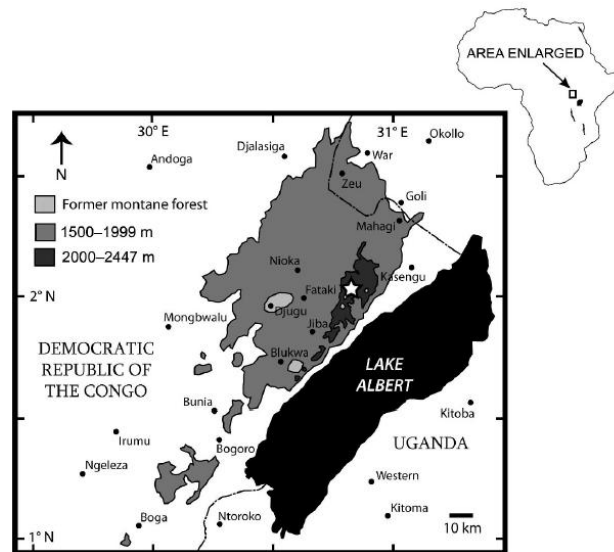 AREA ENLARGED
30°E
31°E
Okollo
Djalasiga
War
Andoga
N
Zeu
Goli
Former montane forest
1500–1999 m
2000–2447 m
Mahagi
Nioka
Kasengu
Fataki
2°N
Djugu
Mongbwalu
Jiba
DEMOCRATIC
REPUBLIC OF
THE CONGO
Blukwa
LAKE
ALBERT
Bunia
Kitoba
Irumu
Bogoro
UGANDA
Ngeleza
Western
Boga
Ntoroko
Kitoma
10 km
1°N